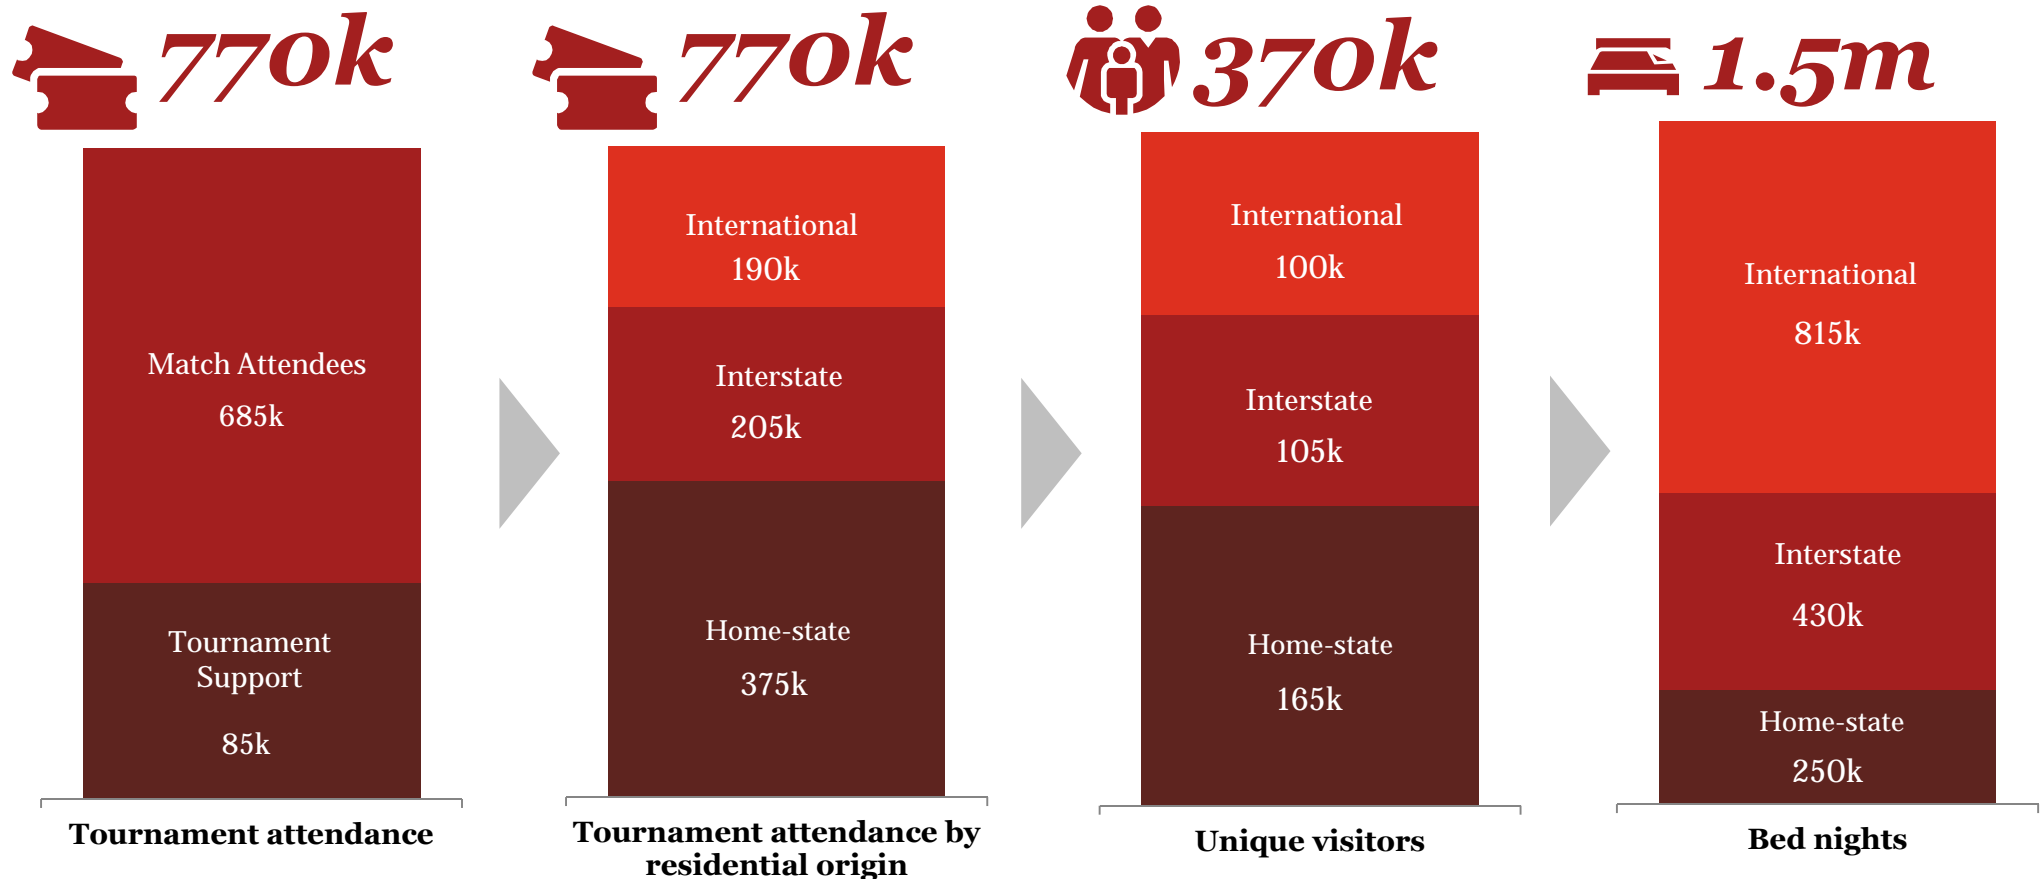 770k
Match Attendees
685k
Tournament
Support
85k
Tournament attendance
770k
International
190k
Interstate
205k
Home-state
375k
Tournament attendance by
residential origin
370k
International
100k
Interstate
105k
Home-state
165k
Unique visitors
1.5m
International
815k
Interstate
430k
Home-state
250k
Bed nights